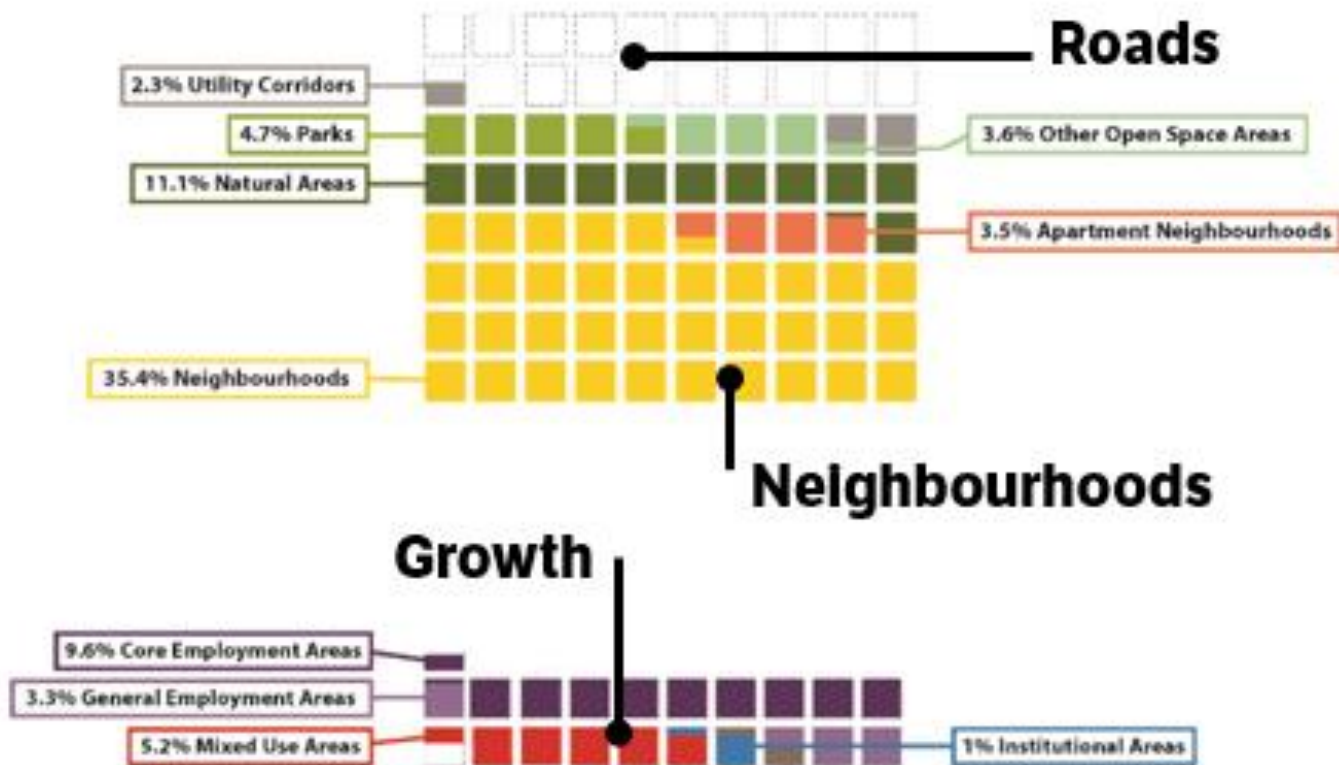 Roads
2.3% Utility Corridors
4.7% Parks
3.6% Other Open Space Areas
11.1% Natural Areas
3.5% Apartment Neighbourhoods
35.4% Neighbourhoods
Neighbourhoods
Growth
9.6% Core Employment Areas
3.3% General Employment Areas
5.2% Mixed Use Areas
1% Institutional Areas